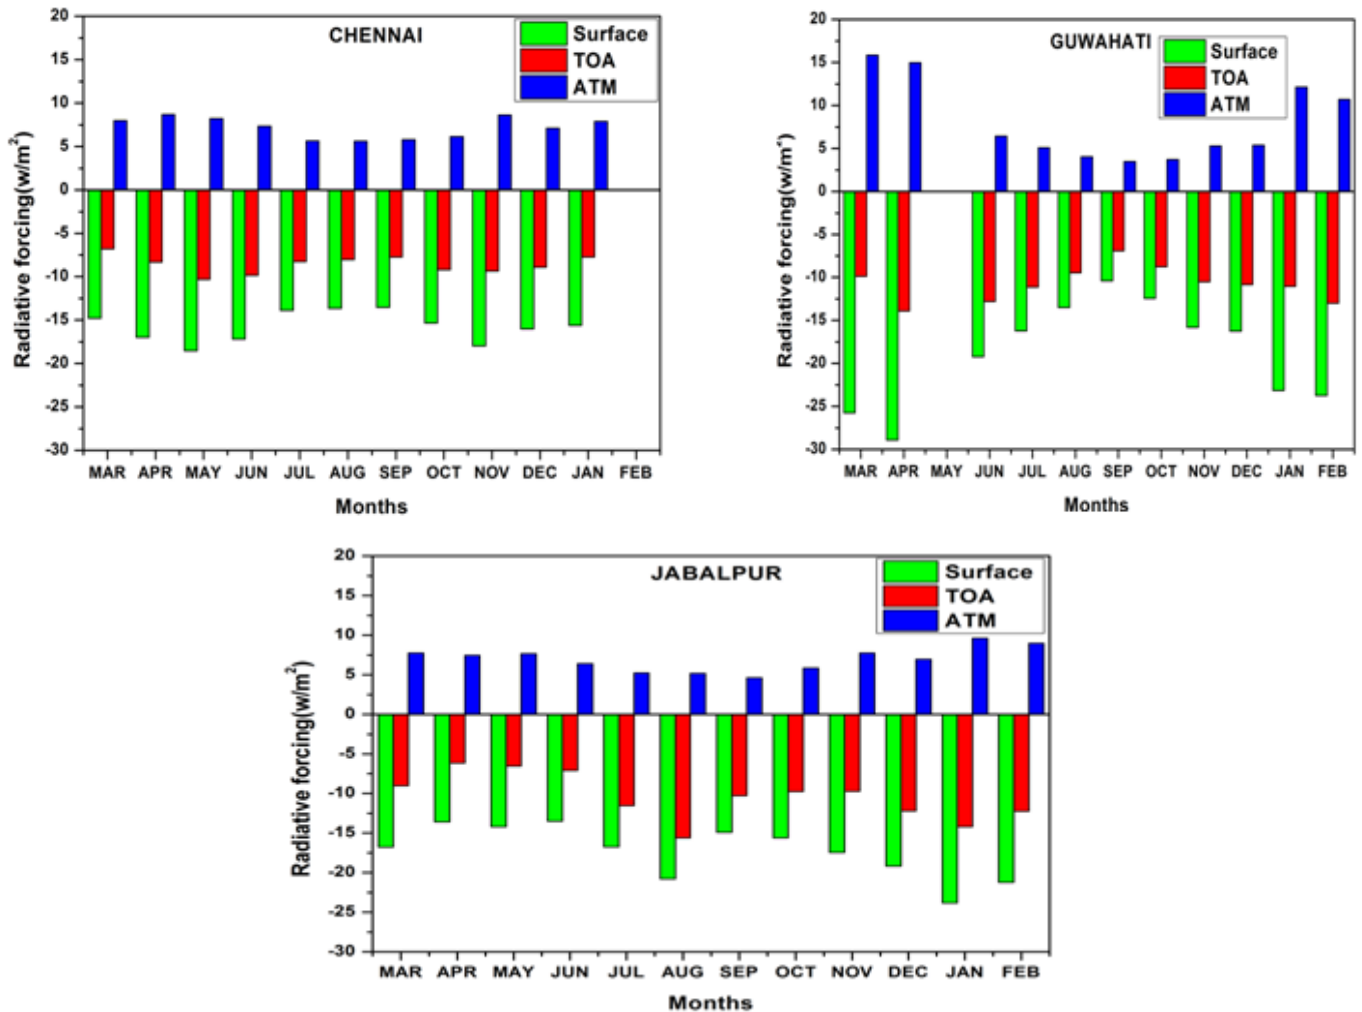 CHENNAI
Surface
TOA
ATM
Radiative forcing(w/m²)
20
15
10
5
0
-5
-10
-15
-20
-25
-30
MAR APR MAY JUN JUL AUG SEP OCT NOV DEC JAN FEB
Months
GUWAHATI
Surface
TOA
ATM
Radiative forcing(w/m²)
20
15
10
5
0
-5
-10
-15
-20
-25
-30
MAR APR MAY JUN JUL AUG SEP OCT NOV DEC JAN FEB
Months
JABALPUR
Surface
TOA
ATM
Radiative forcing(w/m²)
20
15
10
5
0
-5
-10
-15
-20
-25
-30
MAR APR MAY JUN JUL AUG SEP OCT NOV DEC JAN FEB
Months